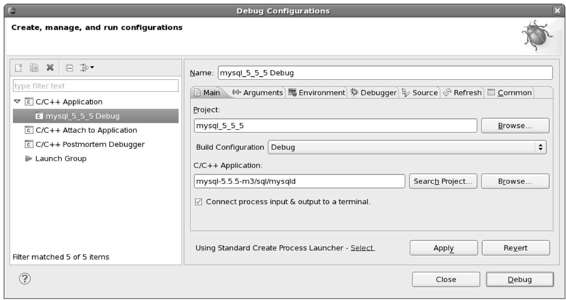 Debug Configurations
Create, manage, and run configurations
type filter text
C/C++ Application
mysql_5_5_5 Debug
C/C++ Attach to Application
C/C++ Postmortem Debugger
Launch Group
Filter matched 5 of 5 items
Name: mysql_5_5_5 Debug
Main Arguments Environment Debugger Source Refresh Common
Project:
mysql_5_5_5 Browse...
Build Configuration Debug
C/C++ Application:
mysql-5.5.5-m3/sql/mysqld Search Project... Browse...
Connect process input & output to a terminal.
Using Standard Create Process Launcher - Select. Apply Revert
? Close Debug